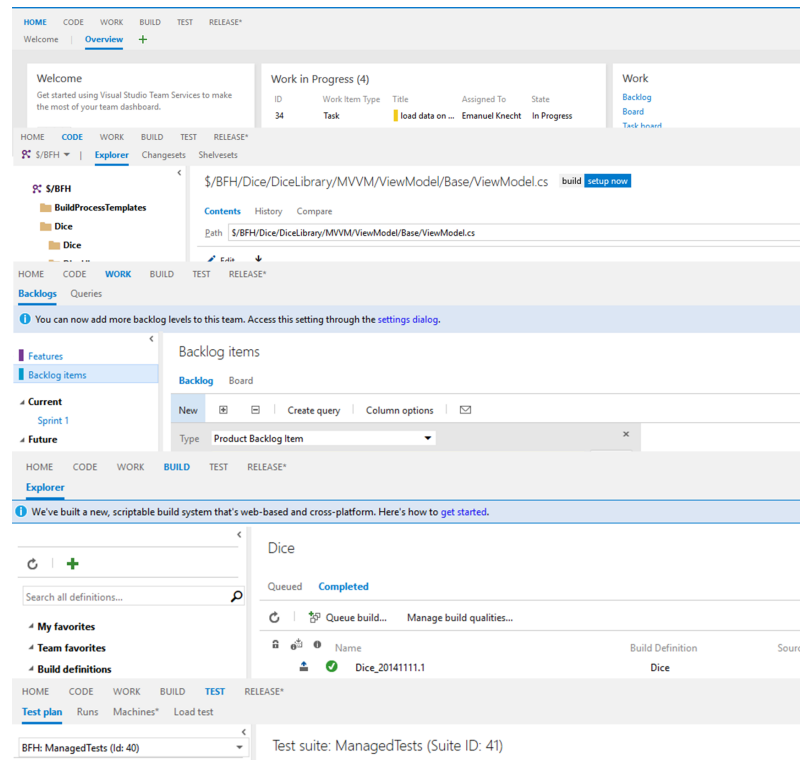 HOME CODE WORK BUILD TEST RELEASE*
Welcome Overview
Welcome
Get started using Visual Studio Team Services to make
the most of your team dashboard.
Work in Progress (4)
ID Work Item Type Title Assigned To State
34 Task load data on ... Emanuel Knecht In Progress
Work
Backlog
Board
Task board
HOME CODE WORK BUILD TEST RELEASE*
$/BFH Explorer Changesets Shelvesets
$/BFH
BuildProcessTemplates
Dice
Dice
$/BFH/Dice/DiceLibrary/MVVM/ViewModel/Base/ViewModel.cs build setup now
Contents History Compare
Path $/BFH/Dice/DiceLibrary/MVVM/ViewModel/Base/ViewModel.cs
Edit
HOME CODE WORK BUILD TEST RELEASE*
Backlogs Queries
You can now add more backlog levels to this team. Access this setting through the settings dialog.
Features
Backlog items
Current
Sprint 1
Future
Backlog items
Backlog Board
New Create query Column options
Type Product Backlog Item
HOME CODE WORK BUILD TEST RELEASE*
Explorer
We've built a new, scriptable build system that's web-based and cross-platform. Here's how to get started.
Search all definitions...
My favorites
Team favorites
Build definitions
Dice
Queued Completed
Queue build... Manage build qualities...
Name Build Definition Sourc
Dice_20141111.1 Dice
HOME CODE WORK BUILD TEST RELEASE*
Test plan Runs Machines* Load test
BFH: ManagedTests (Id: 40)
Test suite: ManagedTests (Suite ID: 41)